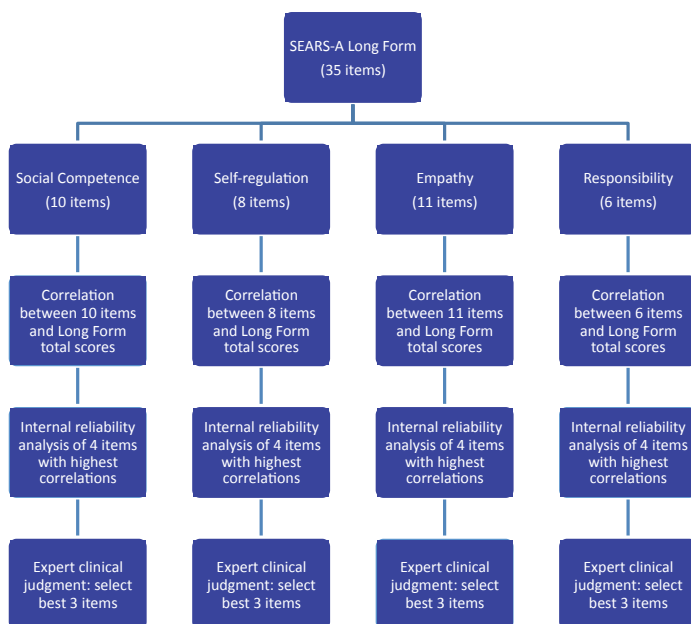 SEARS-A Long Form
(35 items)
Social Competence
(10 items)
Self-regulation
(8 items)
Empathy
(11 items)
Responsibility
(6 items)
Correlation
between 10 items
and Long Form
total scores
Correlation
between 8 items
and Long Form
total scores
Correlation
between 11 items
and Long Form
total scores
Correlation
between 6 items
and Long Form
total scores
Internal reliability
analysis of 4 items
with highest
correlations
Internal reliability
analysis of 4 items
with highest
correlations
Internal reliability
analysis of 4 items
with highest
correlations
Internal reliability
analysis of 4 items
with highest
correlations
Expert clinical
judgment: select
best 3 items
Expert clinical
judgment: select
best 3 items
Expert clinical
judgment: select
best 3 items
Expert clinical
judgment: select
best 3 items